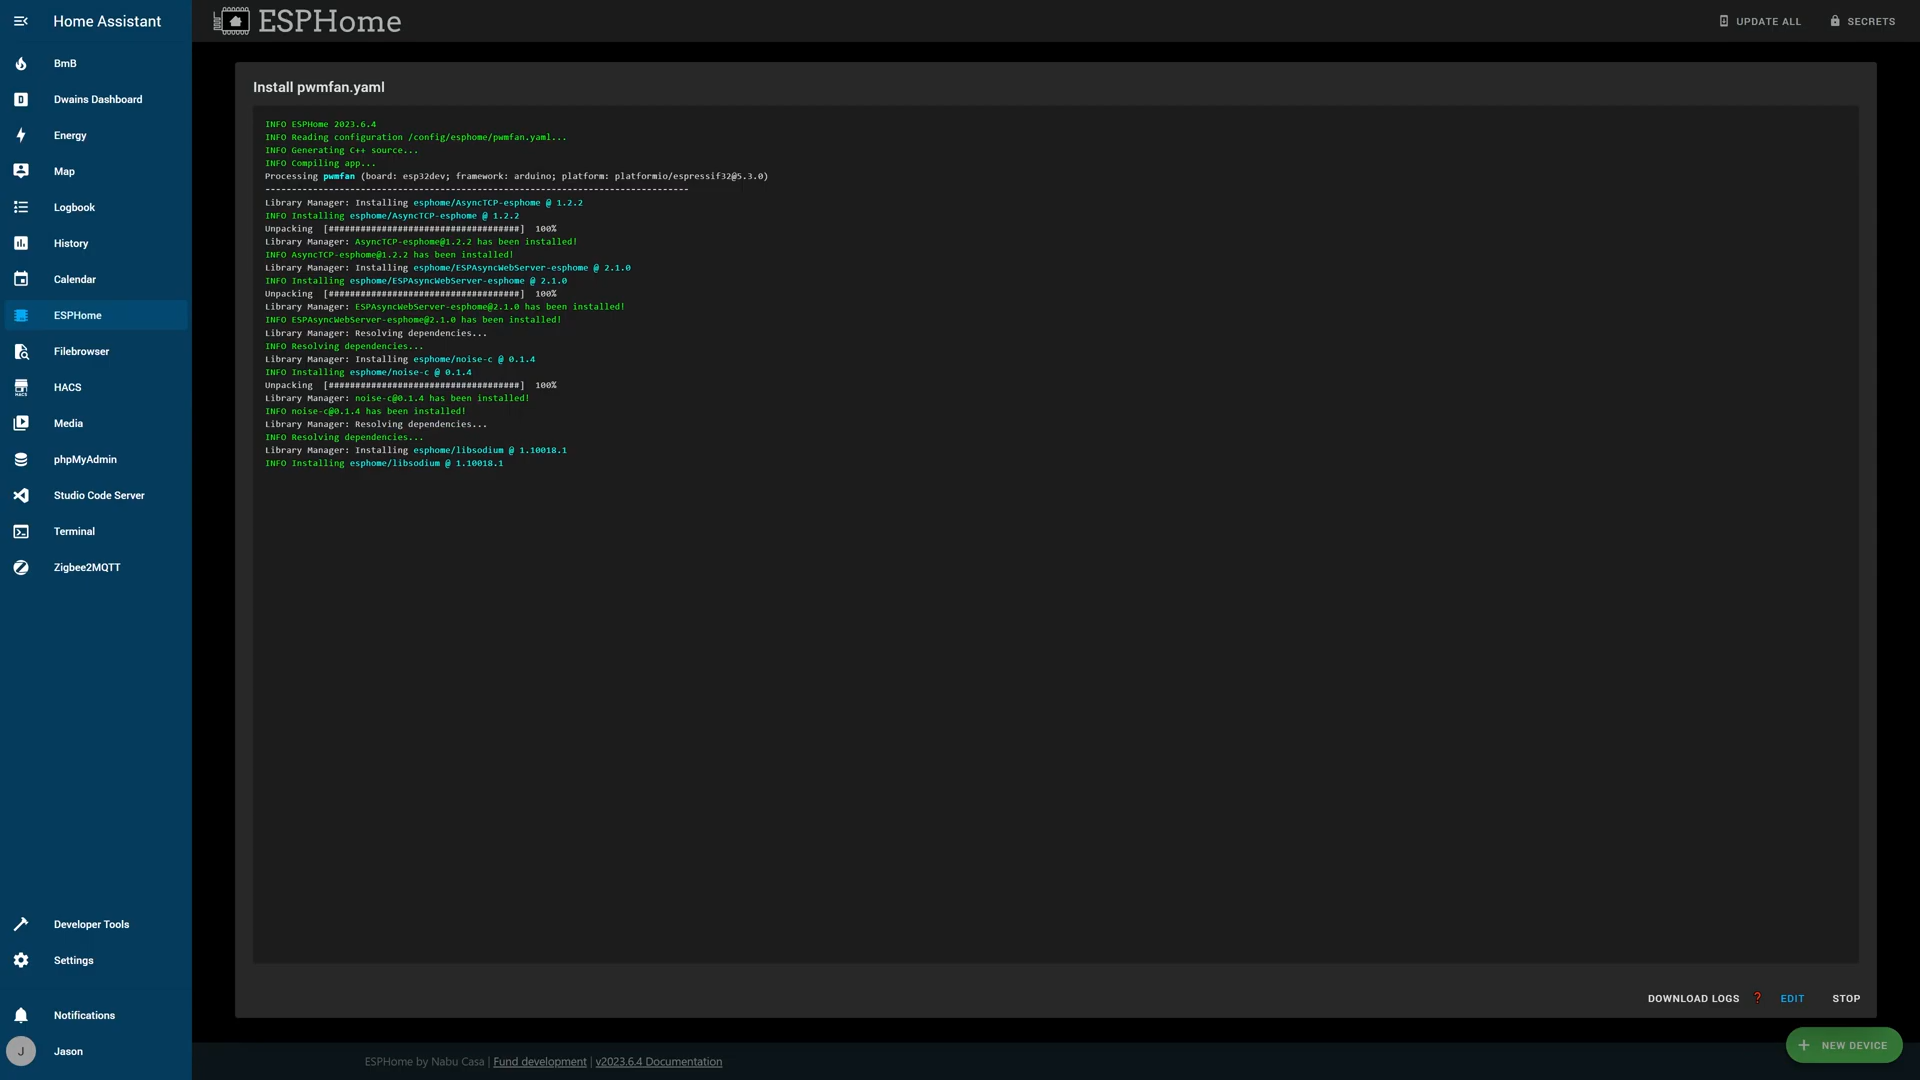 Home Assistant
BmB
Dwains Dashboard
Energy
Map
Logbook
History
Calendar
ESPHome
Filebrowser
HACS
HACS
Media
phpMyAdmin
Studio Code Server
Terminal
Zigbee2MQTT
Developer Tools
Settings
Notifications
J
Jason
ESPHome
UPDATE ALL
SECRETS
Install pwmfan.yaml
INFO ESPHome 2023.6.4
INFO Reading configuration /config/esphome/pwmfan.yaml...
INFO Generating C++ source...
INFO Compiling app...
Processing pwmfan (board: esp32dev; framework: arduino; platform: platformio/espressif32@5.3.0)
--------------------------------------------------------------------------------
Library Manager: Installing esphome/AsyncTCP-esphome @ 1.2.2
INFO Installing esphome/AsyncTCP-esphome @ 1.2.2
Unpacking  [####################################]  100%
Library Manager: AsyncTCP-esphome@1.2.2 has been installed!
INFO AsyncTCP-esphome@1.2.2 has been installed!
Library Manager: Installing esphome/ESPAsyncWebServer-esphome @ 2.1.0
INFO Installing esphome/ESPAsyncWebServer-esphome @ 2.1.0
Unpacking  [####################################]  100%
Library Manager: ESPAsyncWebServer-esphome@2.1.0 has been installed!
INFO ESPAsyncWebServer-esphome@2.1.0 has been installed!
Library Manager: Resolving dependencies...
INFO Resolving dependencies...
Library Manager: Installing esphome/noise-c @ 0.1.4
INFO Installing esphome/noise-c @ 0.1.4
Unpacking  [####################################]  100%
Library Manager: noise-c@0.1.4 has been installed!
INFO noise-c@0.1.4 has been installed!
Library Manager: Resolving dependencies...
INFO Resolving dependencies...
Library Manager: Installing esphome/libsodium @ 1.10018.1
INFO Installing esphome/libsodium @ 1.10018.1
DOWNLOAD LOGS ? EDIT STOP
+ NEW DEVICE
ESPHome by Nabu Casa | Fund development | v2023.6.4 Documentation